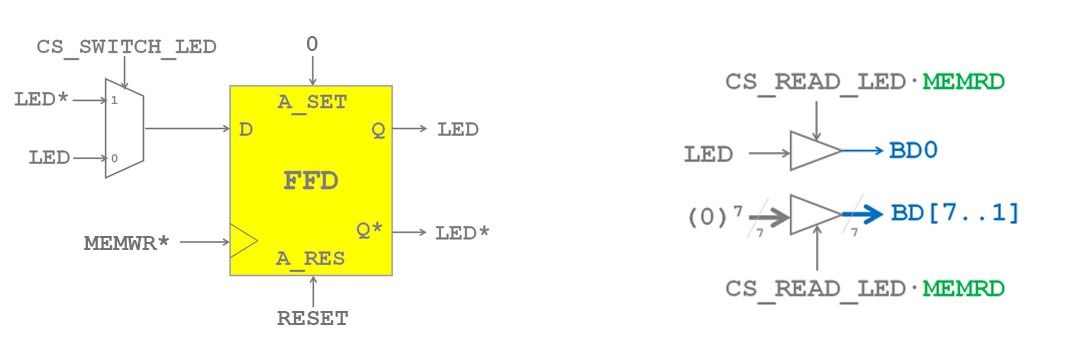 CS_SWITCH_LED
0
LED*
1
A_SET
D
Q
LED
LED
0
FFD
MEMWR*
Q*
LED*
A_RES
RESET
CS_READ_LED·MEMRD
LED
BD0
(0)7
7
7
BD[7..1]
CS_READ_LED·MEMRD